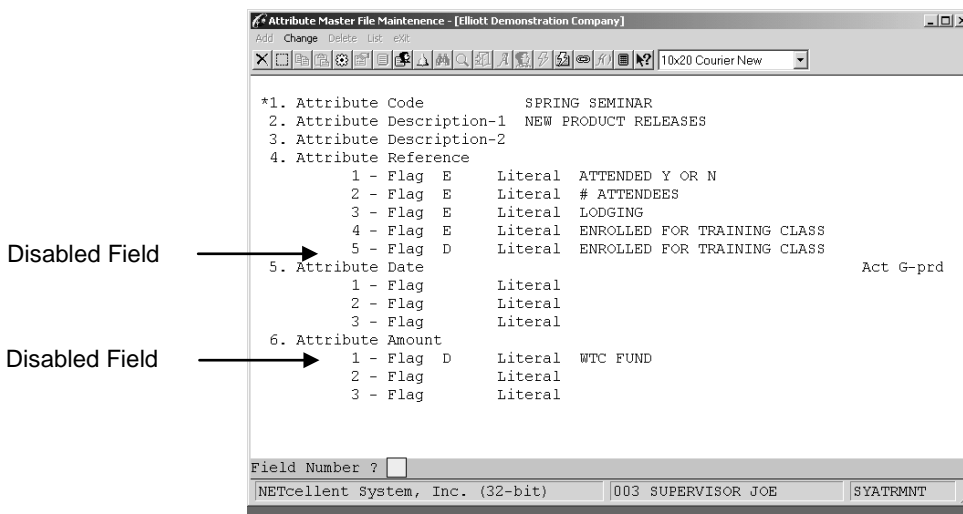 Attribute Master File Maintenence - [Elliott Demonstration Company]
Add Change Delete List eXit
10x20 Courier New
*1. Attribute Code SPRING SEMINAR
2. Attribute Description-1 NEW PRODUCT RELEASES
3. Attribute Description-2
4. Attribute Reference
1 - Flag E Literal ATTENDED Y OR N
2 - Flag E Literal # ATTENDEES
3 - Flag E Literal LODGING
4 - Flag E Literal ENROLLED FOR TRAINING CLASS
Disabled Field
5 - Flag D Literal ENROLLED FOR TRAINING CLASS
5. Attribute Date Act G-prd
1 - Flag Literal
2 - Flag Literal
3 - Flag Literal
6. Attribute Amount
Disabled Field
1 - Flag D Literal WTC FUND
2 - Flag Literal
3 - Flag Literal
Field Number ?
NETcellent System, Inc. (32-bit) 003 SUPERVISOR JOE SYATRMNT